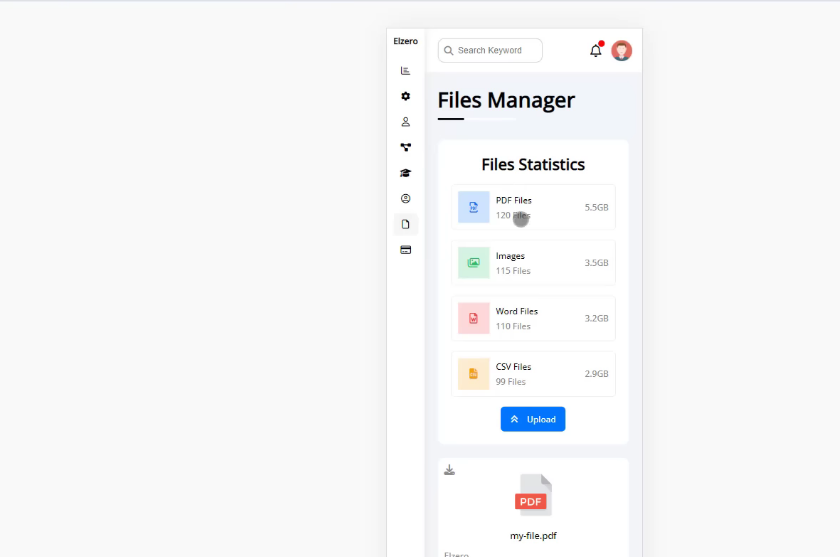 Elzero
Search Keyword
Files Manager
Files Statistics
PDF Files
120 Files
5.5GB
Images
115 Files
3.5GB
Word Files
110 Files
3.2GB
CSV Files
99 Files
2.9GB
Upload
PDF
my-file.pdf
Elzero